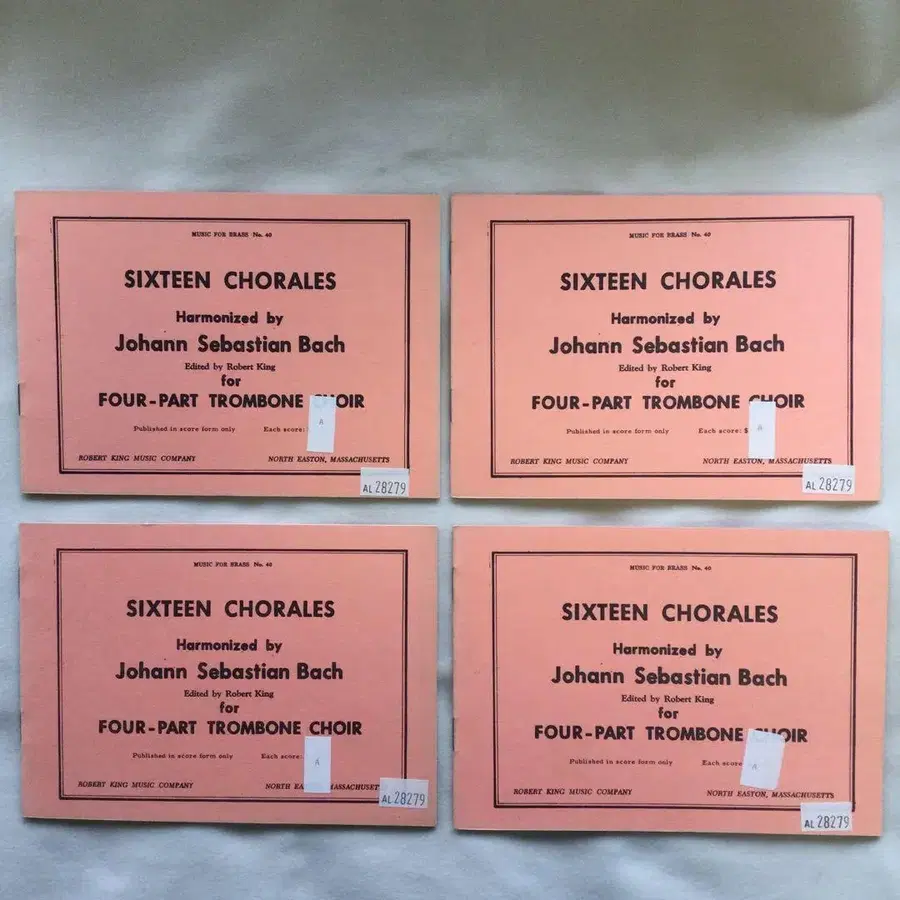 MUSIC FOR BRASS No. 40
SIXTEEN CHORALES
Harmonized by
Johann Sebastian Bach
Edited by Robert King
for
FOUR-PART TROMBONE CHOIR
Published in score form only Each score:
A
ROBERT KING MUSIC COMPANY NORTH EASTON, MASSACHUSETTS
AL 28279
MUSIC FOR BRASS No. 40
SIXTEEN CHORALES
Harmonized by
Johann Sebastian Bach
Edited by Robert King
for
FOUR-PART TROMBONE CHOIR
Published in score form only Each score: $
A
ROBERT KING MUSIC COMPANY NORTH EASTON, MASSACHUSETTS
AL 28279
MUSIC FOR BRASS No. 40
SIXTEEN CHORALES
Harmonized by
Johann Sebastian Bach
Edited by Robert King
for
FOUR-PART TROMBONE CHOIR
Published in score form only Each score:
A
ROBERT KING MUSIC COMPANY NORTH
AL 28279
MUSIC FOR BRASS No. 40
SIXTEEN CHORALES
Harmonized by
Johann Sebastian Bach
Edited by Robert King
for
FOUR-PART TROMBONE CHOIR
Published in score form only Each score
A
ROBERT KING MUSIC COMPANY NORTH EASTON, MASSACHUSETTS
AL 28279